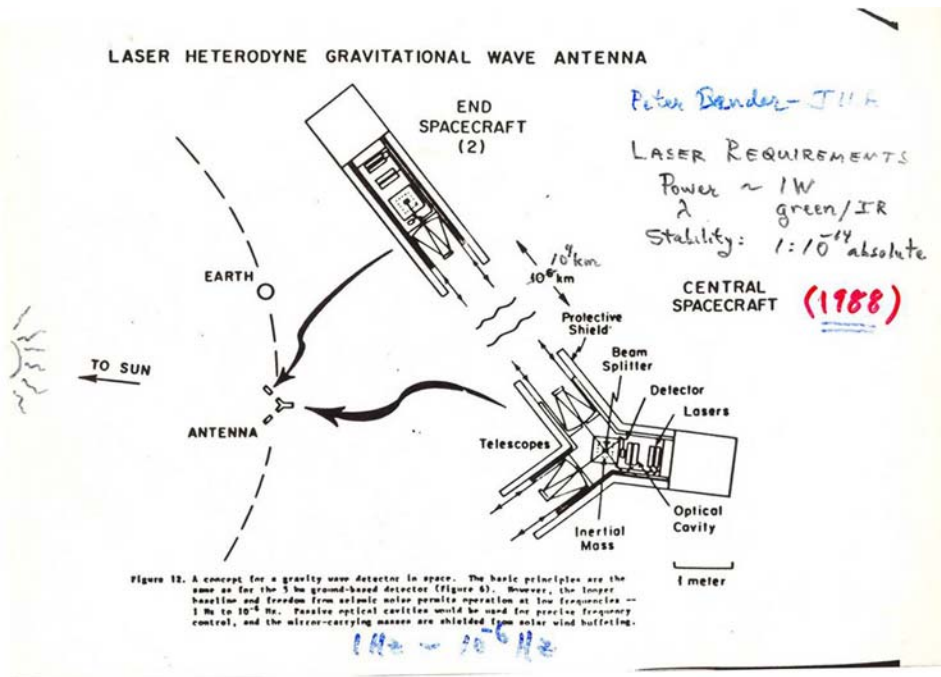 LASER HETERODYNE GRAVITATIONAL WAVE ANTENNA
END
SPACECRAFT
(2)
Peter Bender - JILA
LASER REQUIREMENTS
Power ~ 1W
λ green/IR
Stability: 1:10⁻¹⁴ absolute
10⁶ km
CENTRAL
SPACECRAFT
(1988)
EARTH
Protective
Shield
Beam
Splitter
Detector
Lasers
TO SUN
ANTENNA
Telescopes
Optical
Cavity
Inertial
Mass
1 meter
Figure 12. A concept for a gravity wave detector in space. The basic principles are the
same as for the 5 km ground-based detector (Figure 6). However, the longer
baseline and freedom from seismic noise permits operation at low frequencies --
1 Hz to 10⁻⁶ Hz. Passive optical cavities would be used for precise frequency
control, and the mirror-carrying masses are shielded from solar wind buffeting.
1Hz - 10⁻⁶ Hz